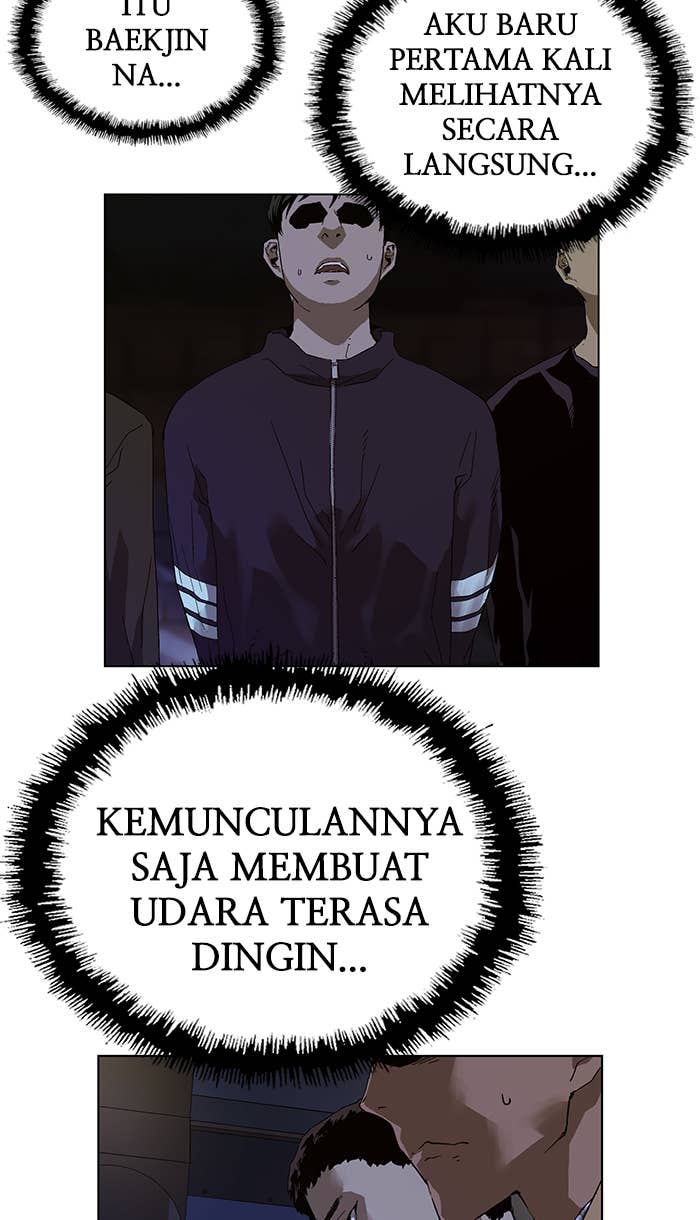 ITU
BAEKJIN
NA...
AKU BARU
PERTAMA KALI
MELIHATNYA
SECARA
LANGSUNG...
KEMUNCULANNYA
SAJA MEMBUAT
UDARA TERASA
DINGIN...